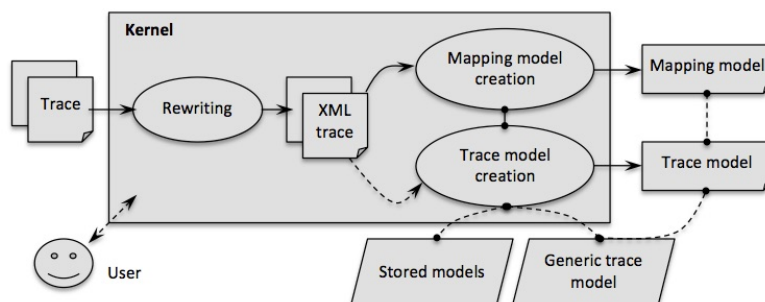 Kernel
Mapping model
creation
Mapping model
Trace
Rewriting
XML
trace
Trace model
creation
Trace model
User
Stored models
Generic trace
model